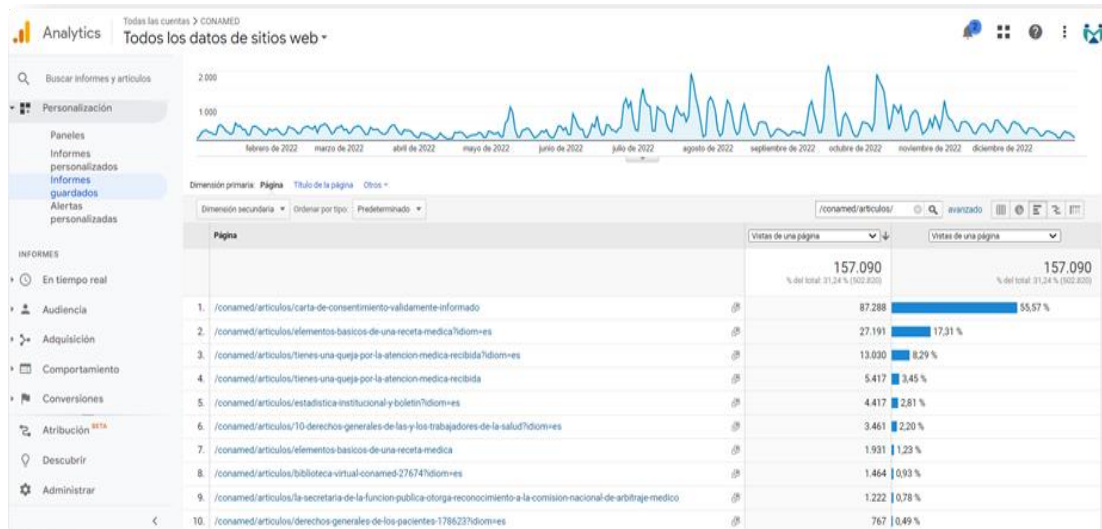 Analytics
Todas las cuentas > CONAMED
Todos los datos de sitios web
2
Buscar informes y artículos
Personalización
Paneles
Informes personalizados
Informes guardados
Alertas personalizadas
INFORMES
En tiempo real
Audiencia
Adquisición
Comportamiento
Conversiones
Atribución BETA
Descubrir
Administrar
2.000
1.000
febrero de 2022 marzo de 2022 abril de 2022 mayo de 2022 junio de 2022 julio de 2022 agosto de 2022 septiembre de 2022 octubre de 2022 noviembre de 2022 diciembre de 2022
Dimensión primaria: Página Título de la página Otros
Dimensión secundaria Ordenar por tipo: Predeterminado /conamed/articulos/ avanzado
Página Vistas de una página Vistas de una página
157.090 157.090
% del total: 31,24 % (502.820) % del total: 31,24 % (502.820)
1. /conamed/articulos/carta-de-consentimiento-validamente-informado 87.288 55,57 %
2. /conamed/articulos/elementos-basicos-de-una-receta-medica?idiom=es 27.191 17,31 %
3. /conamed/articulos/tienes-una-queja-por-la-atencion-medica-recibida?idiom=es 13.030 8,29 %
4. /conamed/articulos/tienes-una-queja-por-la-atencion-medica-recibida 5.417 3,45 %
5. /conamed/articulos/estadistica-institucional-y-boletin?idiom=es 4.417 2,81 %
6. /conamed/articulos/10-derechos-generales-de-las-y-los-trabajadores-de-la-salud?idiom=es 3.461 2,20 %
7. /conamed/articulos/elementos-basicos-de-una-receta-medica 1.931 1,23 %
8. /conamed/articulos/biblioteca-virtual-conamed-27674?idiom=es 1.464 0,93 %
9. /conamed/articulos/la-secretaria-de-la-funcion-publica-otorga-reconocimiento-a-la-comision-nacional-de-arbitraje-medico 1.222 0,78 %
10. /conamed/articulos/derechos-generales-de-los-pacientes-178623?idiom=es 767 0,49 %